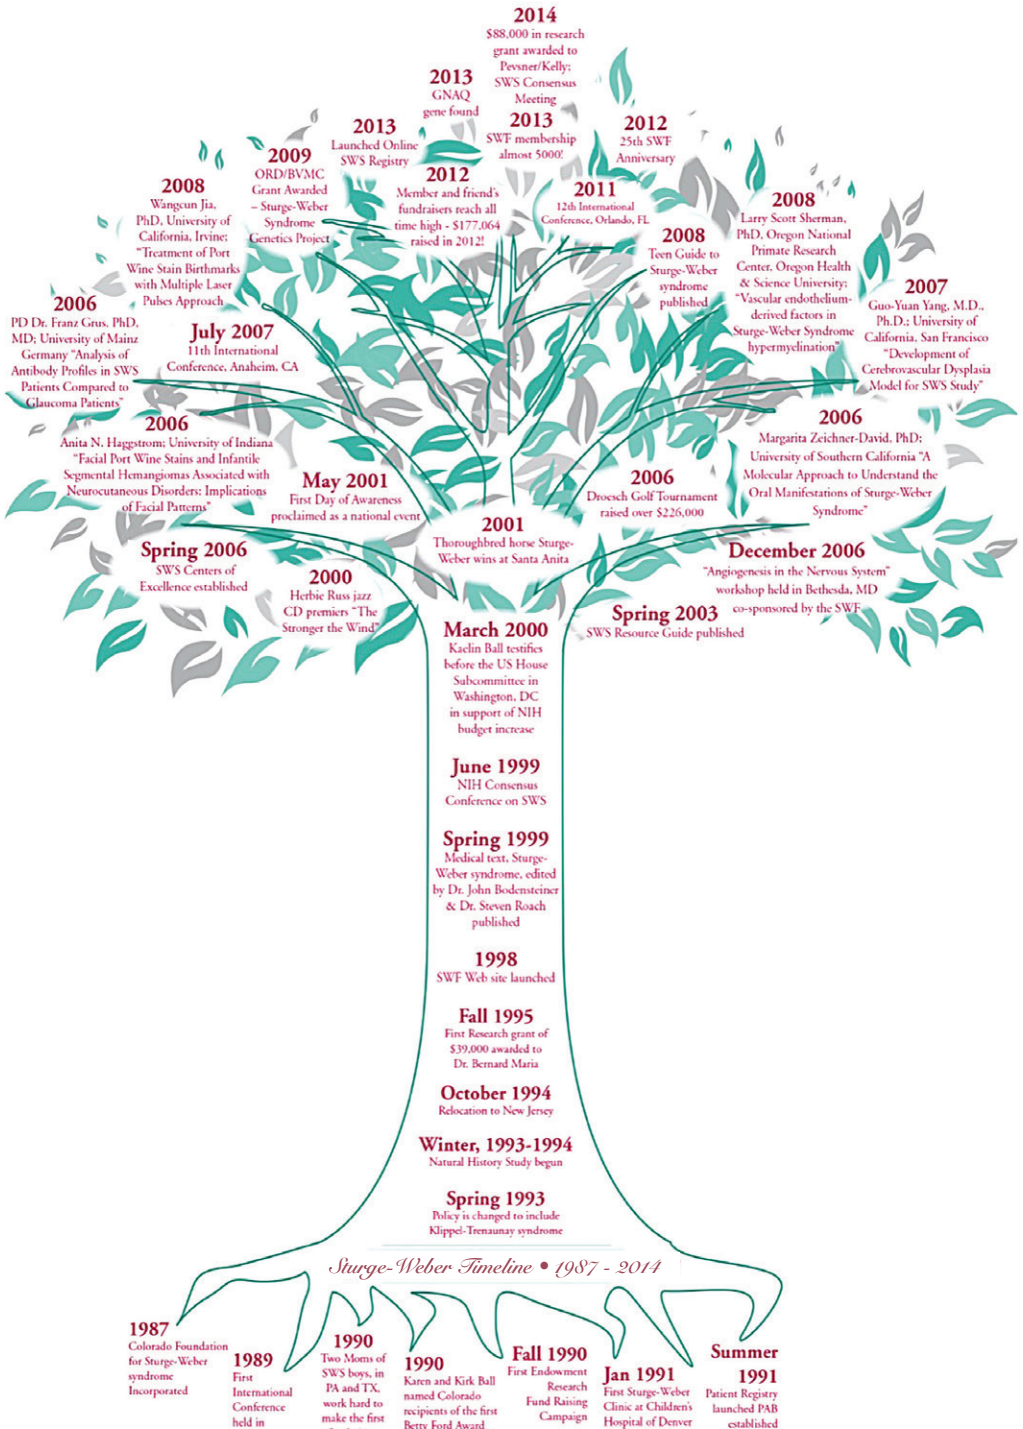 2014
$88,000 in research
grant awarded to
Pevsner/Kelly;
SWS Consensus
Meeting
2013
GNAQ
gene found
2013
SWF membership
almost 5000!
2012
25th SWF
Anniversary
2013
Launched Online
SWS Registry
2009
ORD/BVMC
Grant Awarded
– Sturge-Weber
Syndrome
Genetics Project
2012
Member and friend's
fundraisers reach all
time high - $177,064
raised in 2012!
2011
12th International
Conference, Orlando, FL
2008
Wangcun Jia,
PhD, University of
California, Irvine;
"Treatment of Port
Wine Stain Birthmarks
with Multiple Laser
Pulses Approach
2008
Teen Guide to
Sturge-Weber
syndrome
published
2008
Larry Scott Sherman,
PhD, Oregon National
Primate Research
Center, Oregon Health
& Science University;
"Vascular endothelium-
derived factors in
Sturge-Weber Syndrome
hypermyelination"
2007
Guo-Yuan Yang, M.D.,
Ph.D.; University of
California, San Francisco
"Development of
Cerebrovascular Dysplasia
Model for SWS Study"
2006
PD Dr. Franz Grus, PhD,
MD; University of Mainz
Germany "Analysis of
Antibody Profiles in SWS
Patients Compared to
Glaucoma Patients"
July 2007
11th International
Conference, Anaheim, CA
2006
Anita N. Haggstrom; University of Indiana
"Facial Port Wine Stains and Infantile
Segmental Hemangiomas Associated with
Neurocutaneous Disorders: Implications
of Facial Patterns"
2006
Margarita Zeichner-David, PhD;
University of Southern California "A
Molecular Approach to Understand the
Oral Manifestations of Sturge-Weber
Syndrome"
May 2001
First Day of Awareness
proclaimed as a national event
2006
Droesch Golf Tournament
raised over $226,000
2001
Thoroughbred horse Sturge-
Weber wins at Santa Anita
Spring 2006
SWS Centers of
Excellence established
December 2006
"Angiogenesis in the Nervous System"
workshop held in Bethesda, MD
co-sponsored by the SWF
2000
Herbie Russ jazz
CD premiers "The
Stronger the Wind"
Spring 2003
SWS Resource Guide published
March 2000
Kaelin Ball testifies
before the US House
Subcommittee in
Washington, DC
in support of NIH
budget increase
June 1999
NIH Consensus
Conference on SWS
Spring 1999
Medical text, Sturge-
Weber syndrome, edited
by Dr. John Bodensteiner
& Dr. Steven Roach
published
1998
SWF Web site launched
Fall 1995
First Research grant of
$39,000 awarded to
Dr. Bernard Maria
October 1994
Relocation to New Jersey
Winter, 1993-1994
Natural History Study begun
Spring 1993
Policy is changed to include
Klippel-Trenaunay syndrome
Sturge-Weber Timeline • 1987 - 2014
1987
Colorado Foundation
for Sturge-Weber
syndrome
Incorporated
1989
First
International
Conference
held in
1990
Two Moms of
SWS boys, in
PA and TX,
work hard to
make the first
1990
Karen and Kirk Ball
named Colorado
recipients of the first
Betty Ford Award
Fall 1990
First Endowment
Research
Fund Raising
Campaign
Jan 1991
First Sturge-Weber
Clinic at Children's
Hospital of Denver
Summer
1991
Patient Registry
launched PAB
established